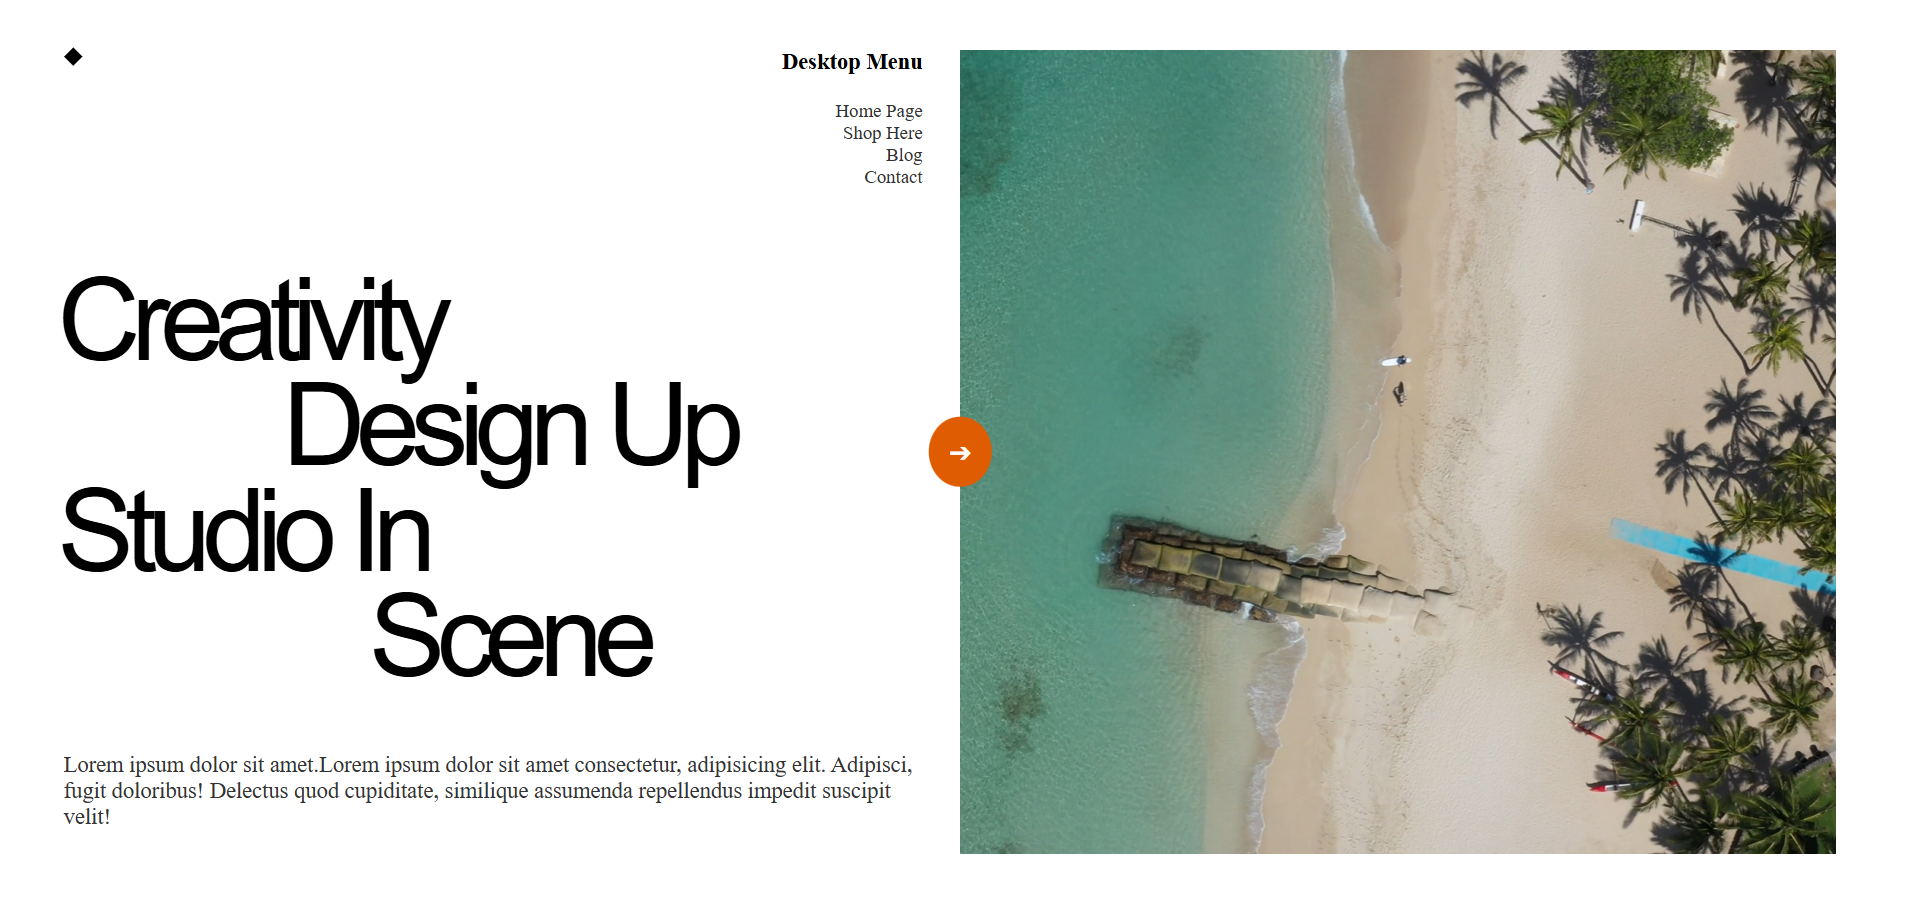 Desktop Menu
Home Page
Shop Here
Blog
Contact
Creativity
Design Up
Studio In
Scene
Lorem ipsum dolor sit amet.Lorem ipsum dolor sit amet consectetur, adipisicing elit. Adipisci,
fugit doloribus! Delectus quod cupiditate, similique assumenda repellendus impedit suscipit
velit!